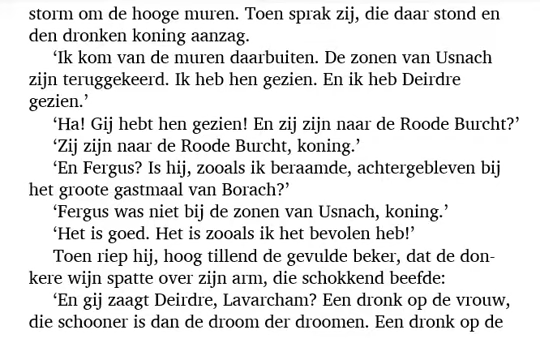 storm om de hooge muren. Toen sprak zij, die daar stond en
den dronken koning aanzag.
‘Ik kom van de muren daarbuiten. De zonen van Usnach
zijn teruggekeerd. Ik heb hen gezien. En ik heb Deirdre
gezien.’
‘Ha! Gij hebt hen gezien! En zij zijn naar de Roode Burcht?’
‘Zij zijn naar de Roode Burcht, koning.’
‘En Fergus? Is hij, zooals ik beraamde, achtergebleven bij
het groote gastmaal van Borach?’
‘Fergus was niet bij de zonen van Usnach, koning.’
‘Het is goed. Het is zooals ik het bevolen heb!’
Toen riep hij, hoog tillend de gevulde beker, dat de don-
kere wijn spatte over zijn arm, die schokkend beefde:
‘En gij zaagt Deirdre, Lavarcham? Een dronk op de vrouw,
die schooner is dan de droom der droomen. Een dronk op de